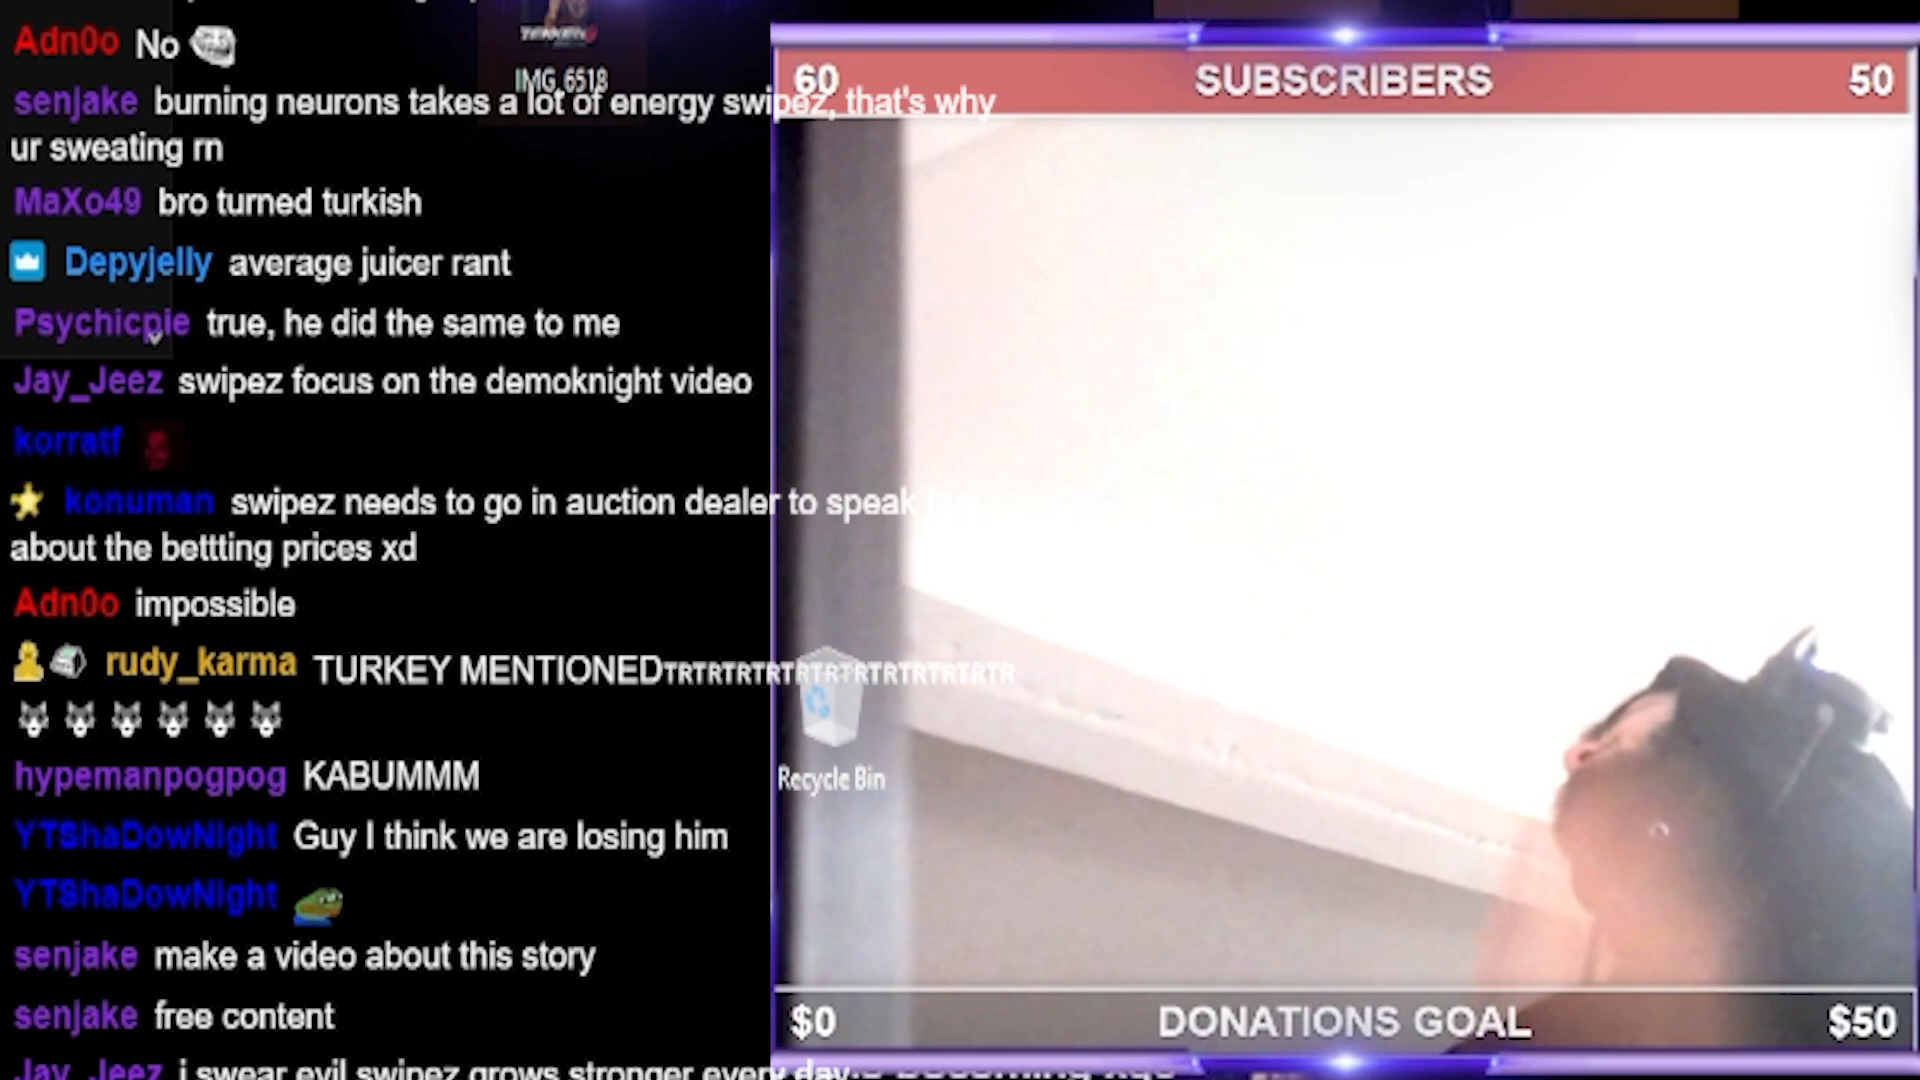 TEKKEN 8
IMG_6518
Adn0o No
senjake burning neurons takes a lot of energy swipez, that's why
ur sweating rn
MaXo49 bro turned turkish
Depyjelly average juicer rant
Psychicpie true, he did the same to me
Jay_Jeez swipez focus on the demoknight video
korratf
konuman swipez needs to go in auction dealer to speak
about the bettting prices xd
Adn0o impossible
rudy_karma TURKEY MENTIONEDTRTRTRTRTRTRTRTRTRTRTRTR
hypemanpogpog KABUMMM
YTShaDowNight Guy I think we are losing him
YTShaDowNight
senjake make a video about this story
senjake free content
Jay_Jeez i swear evil swipez grows stronger every day
60 SUBSCRIBERS 50
Recycle Bin
$0 DONATIONS GOAL $50